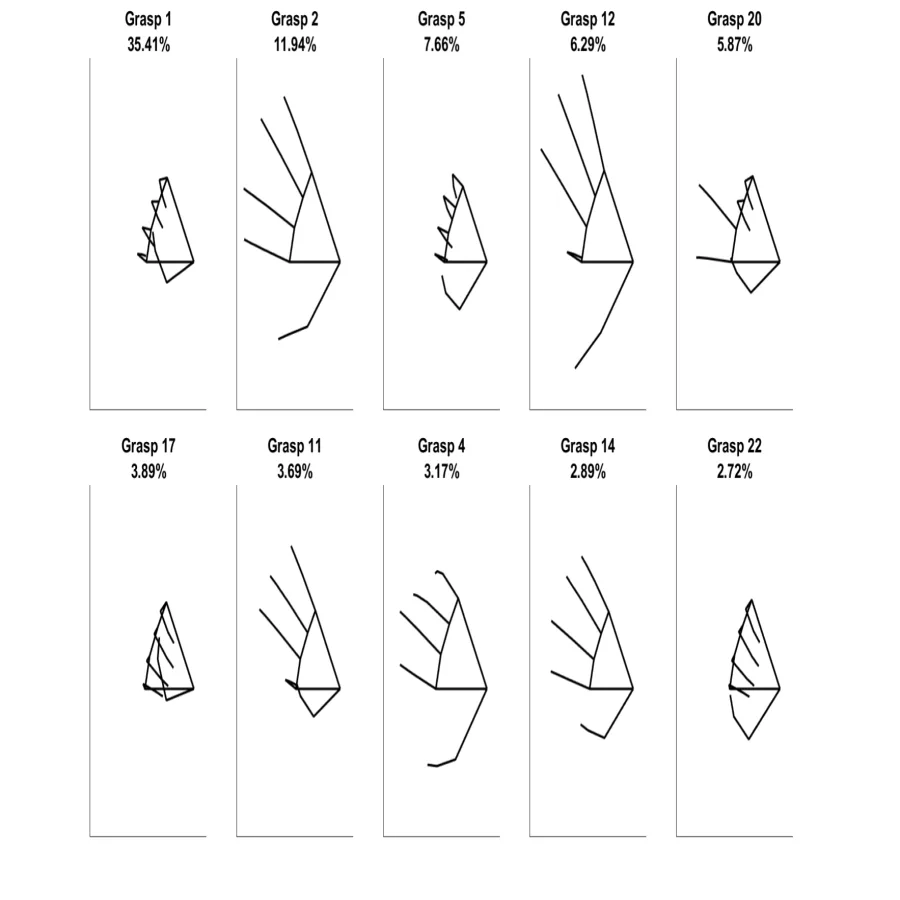 Grasp 1
35.41%
Grasp 2
11.94%
Grasp 5
7.66%
Grasp 12
6.29%
Grasp 20
5.87%
Grasp 17
3.89%
Grasp 11
3.69%
Grasp 4
3.17%
Grasp 14
2.89%
Grasp 22
2.72%